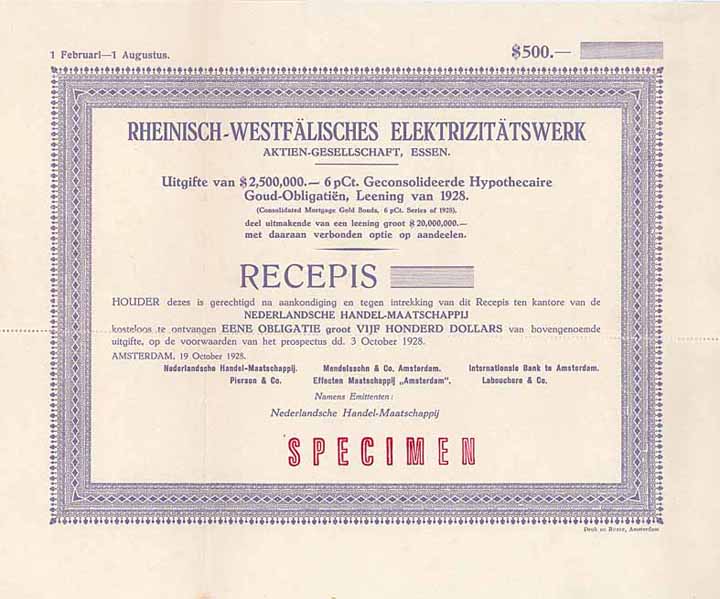 1 Februari—1 Augustus.
$500.—
RHEINISCH-WESTFÄLISCHES ELEKTRIZITÄTSWERK
AKTIEN-GESELLSCHAFT, ESSEN.
Uitgifte van $2,500,000.— 6 pCt. Geconsolideerde Hypothecaire
Goud-Obligatiën, Leening van 1928.
(Consolidated Mortgage Gold Bonds, 6 pCt. Series of 1928),
deel uitmakende van een leening groot $20,000,000.—
met daaraan verbonden optie op aandeelen.
RECEPIS
HOUDER dezes is gerechtigd na aankondiging en tegen intrekking van dit Recepis ten kantore van de
NEDERLANDSCHE HANDEL-MAATSCHAPPIJ
kosteloos te ontvangen EENE OBLIGATIE groot VIJF HONDERD DOLLARS van bovengenoemde
uitgifte, op de voorwaarden van het prospectus dd. 3 October 1928.
AMSTERDAM, 19 October 1928.
Nederlandsche Handel-Maatschappij. Mendelssohn & Co. Amsterdam. Internationale Bank te Amsterdam.
Pierson & Co. Effecten Maatschappij „Amsterdam". Labouchere & Co.
Namens Emittenten:
Nederlandsche Handel-Maatschappij
SPECIMEN
Druk de Bussy, Amsterdam